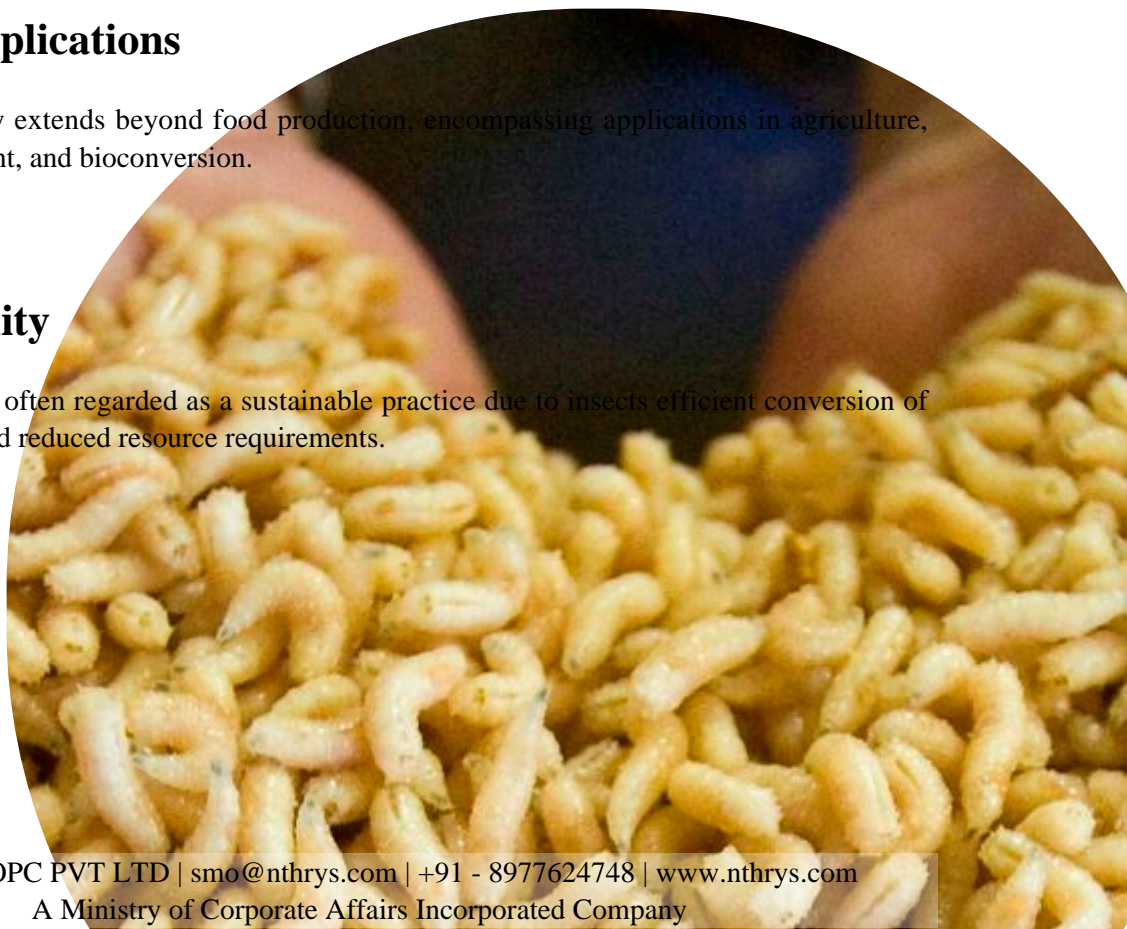 plications
y extends beyond food production, encompassing applications in agriculture,
nt, and bioconversion.
ity
often regarded as a sustainable practice due to insects efficient conversion of
d reduced resource requirements.
OPC PVT LTD | smo@nthrys.com | +91 - 8977624748 | www.nthrys.com
A Ministry of Corporate Affairs Incorporated Company